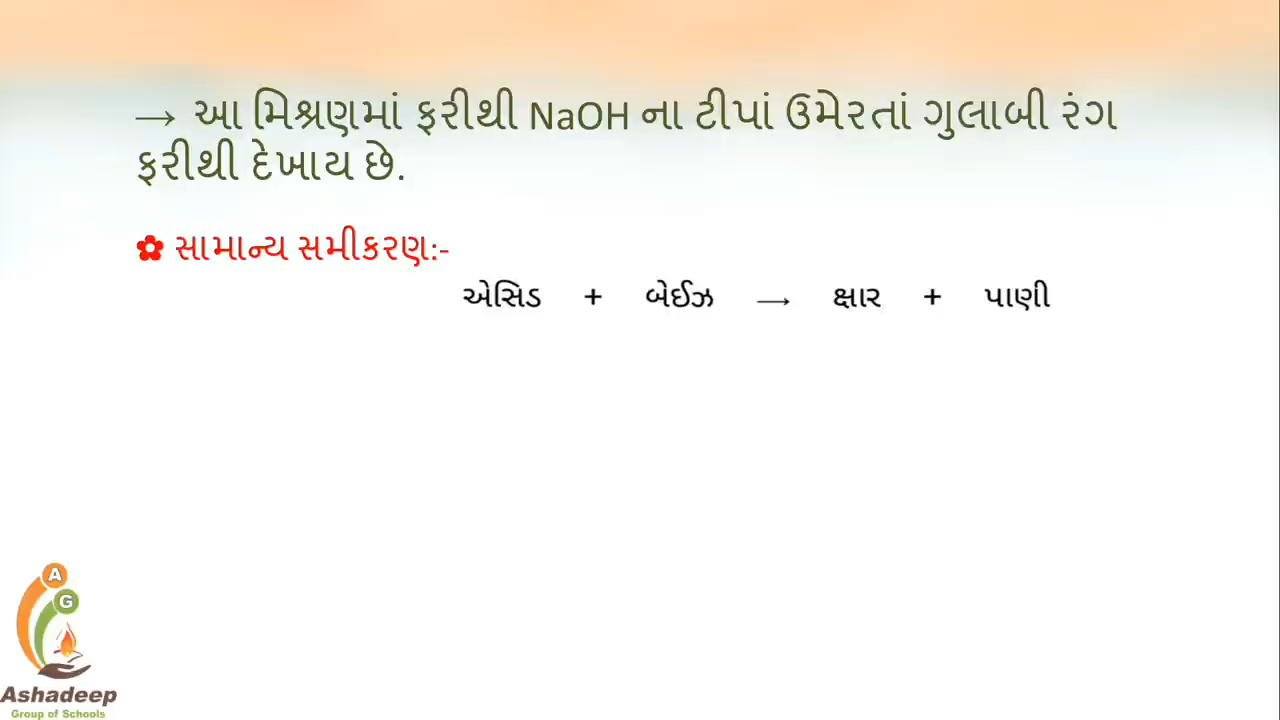 → આ મિશ્રણમાં ફરીથી NaOH ના ટીપાં ઉમેરતાં ગુલાબી રંગ
ફરીથી દેખાય છે.
✿ સામાન્ય સમીકરણ:-
એસિડ + બેઈઝ → ક્ષાર + પાણી
A
G
Ashadeep
Group of Schools